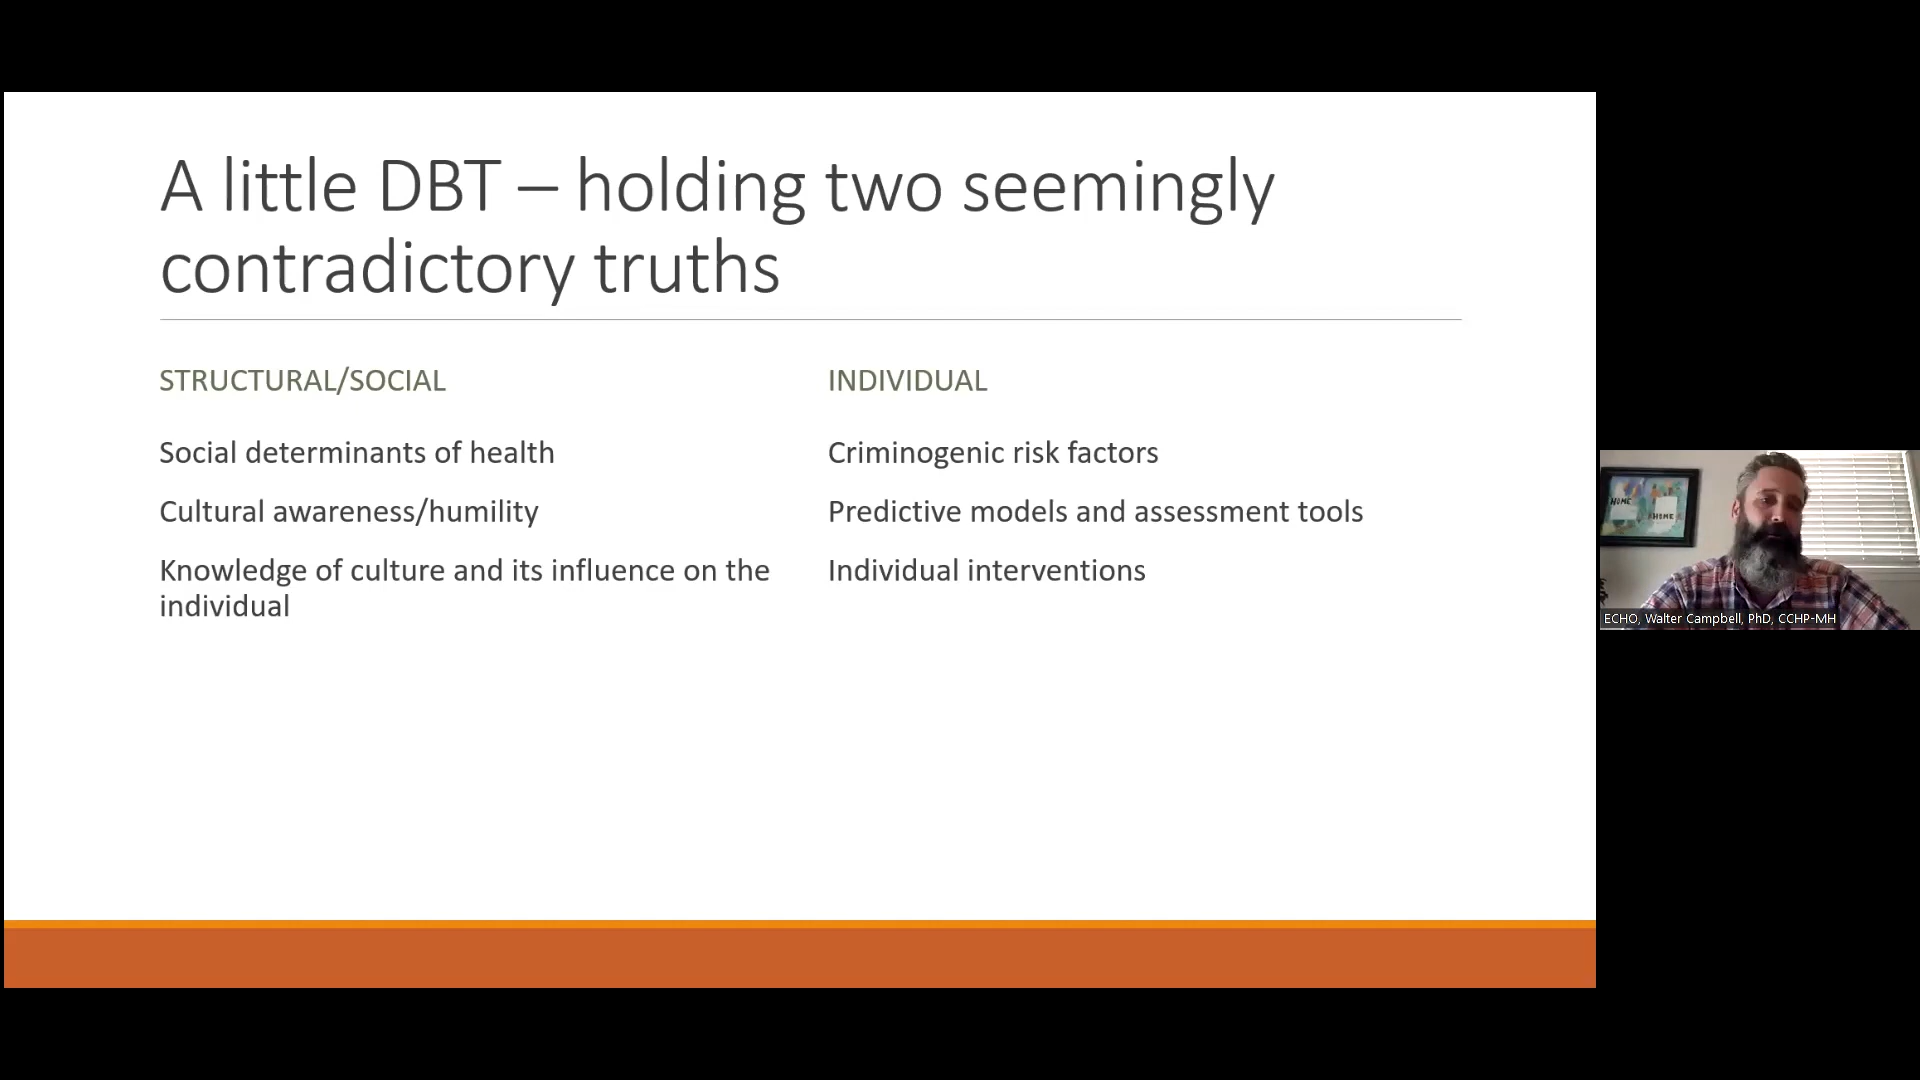 A little DBT – holding two seemingly
contradictory truths
STRUCTURAL/SOCIAL
Social determinants of health
Cultural awareness/humility
Knowledge of culture and its influence on the
individual
INDIVIDUAL
Criminogenic risk factors
Predictive models and assessment tools
Individual interventions
HOME
HOME
ECHO, Walter Campbell, PhD, CCHP-MH